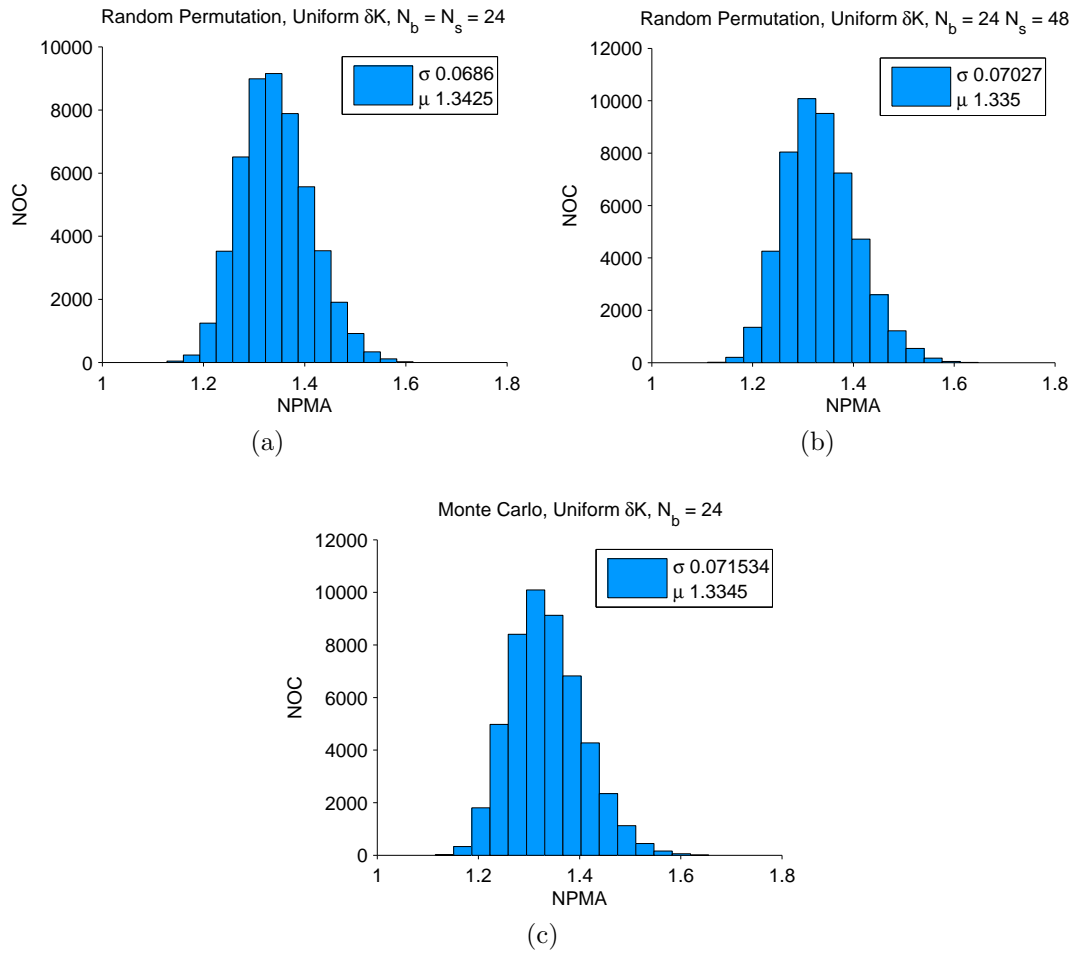 Random Permutation, Uniform δK, N_b = N_s = 24
10000
8000
6000
4000
2000
0
NOC
σ 0.0686
μ 1.3425
1 1.2 1.4 1.6 1.8
NPMA
(a)
Random Permutation, Uniform δK, N_b = 24 N_s = 48
12000
10000
8000
6000
4000
2000
0
NOC
σ 0.07027
μ 1.335
1 1.2 1.4 1.6 1.8
NPMA
(b)
Monte Carlo, Uniform δK, N_b = 24
12000
10000
8000
6000
4000
2000
0
NOC
σ 0.071534
μ 1.3345
1 1.2 1.4 1.6 1.8
NPMA
(c)